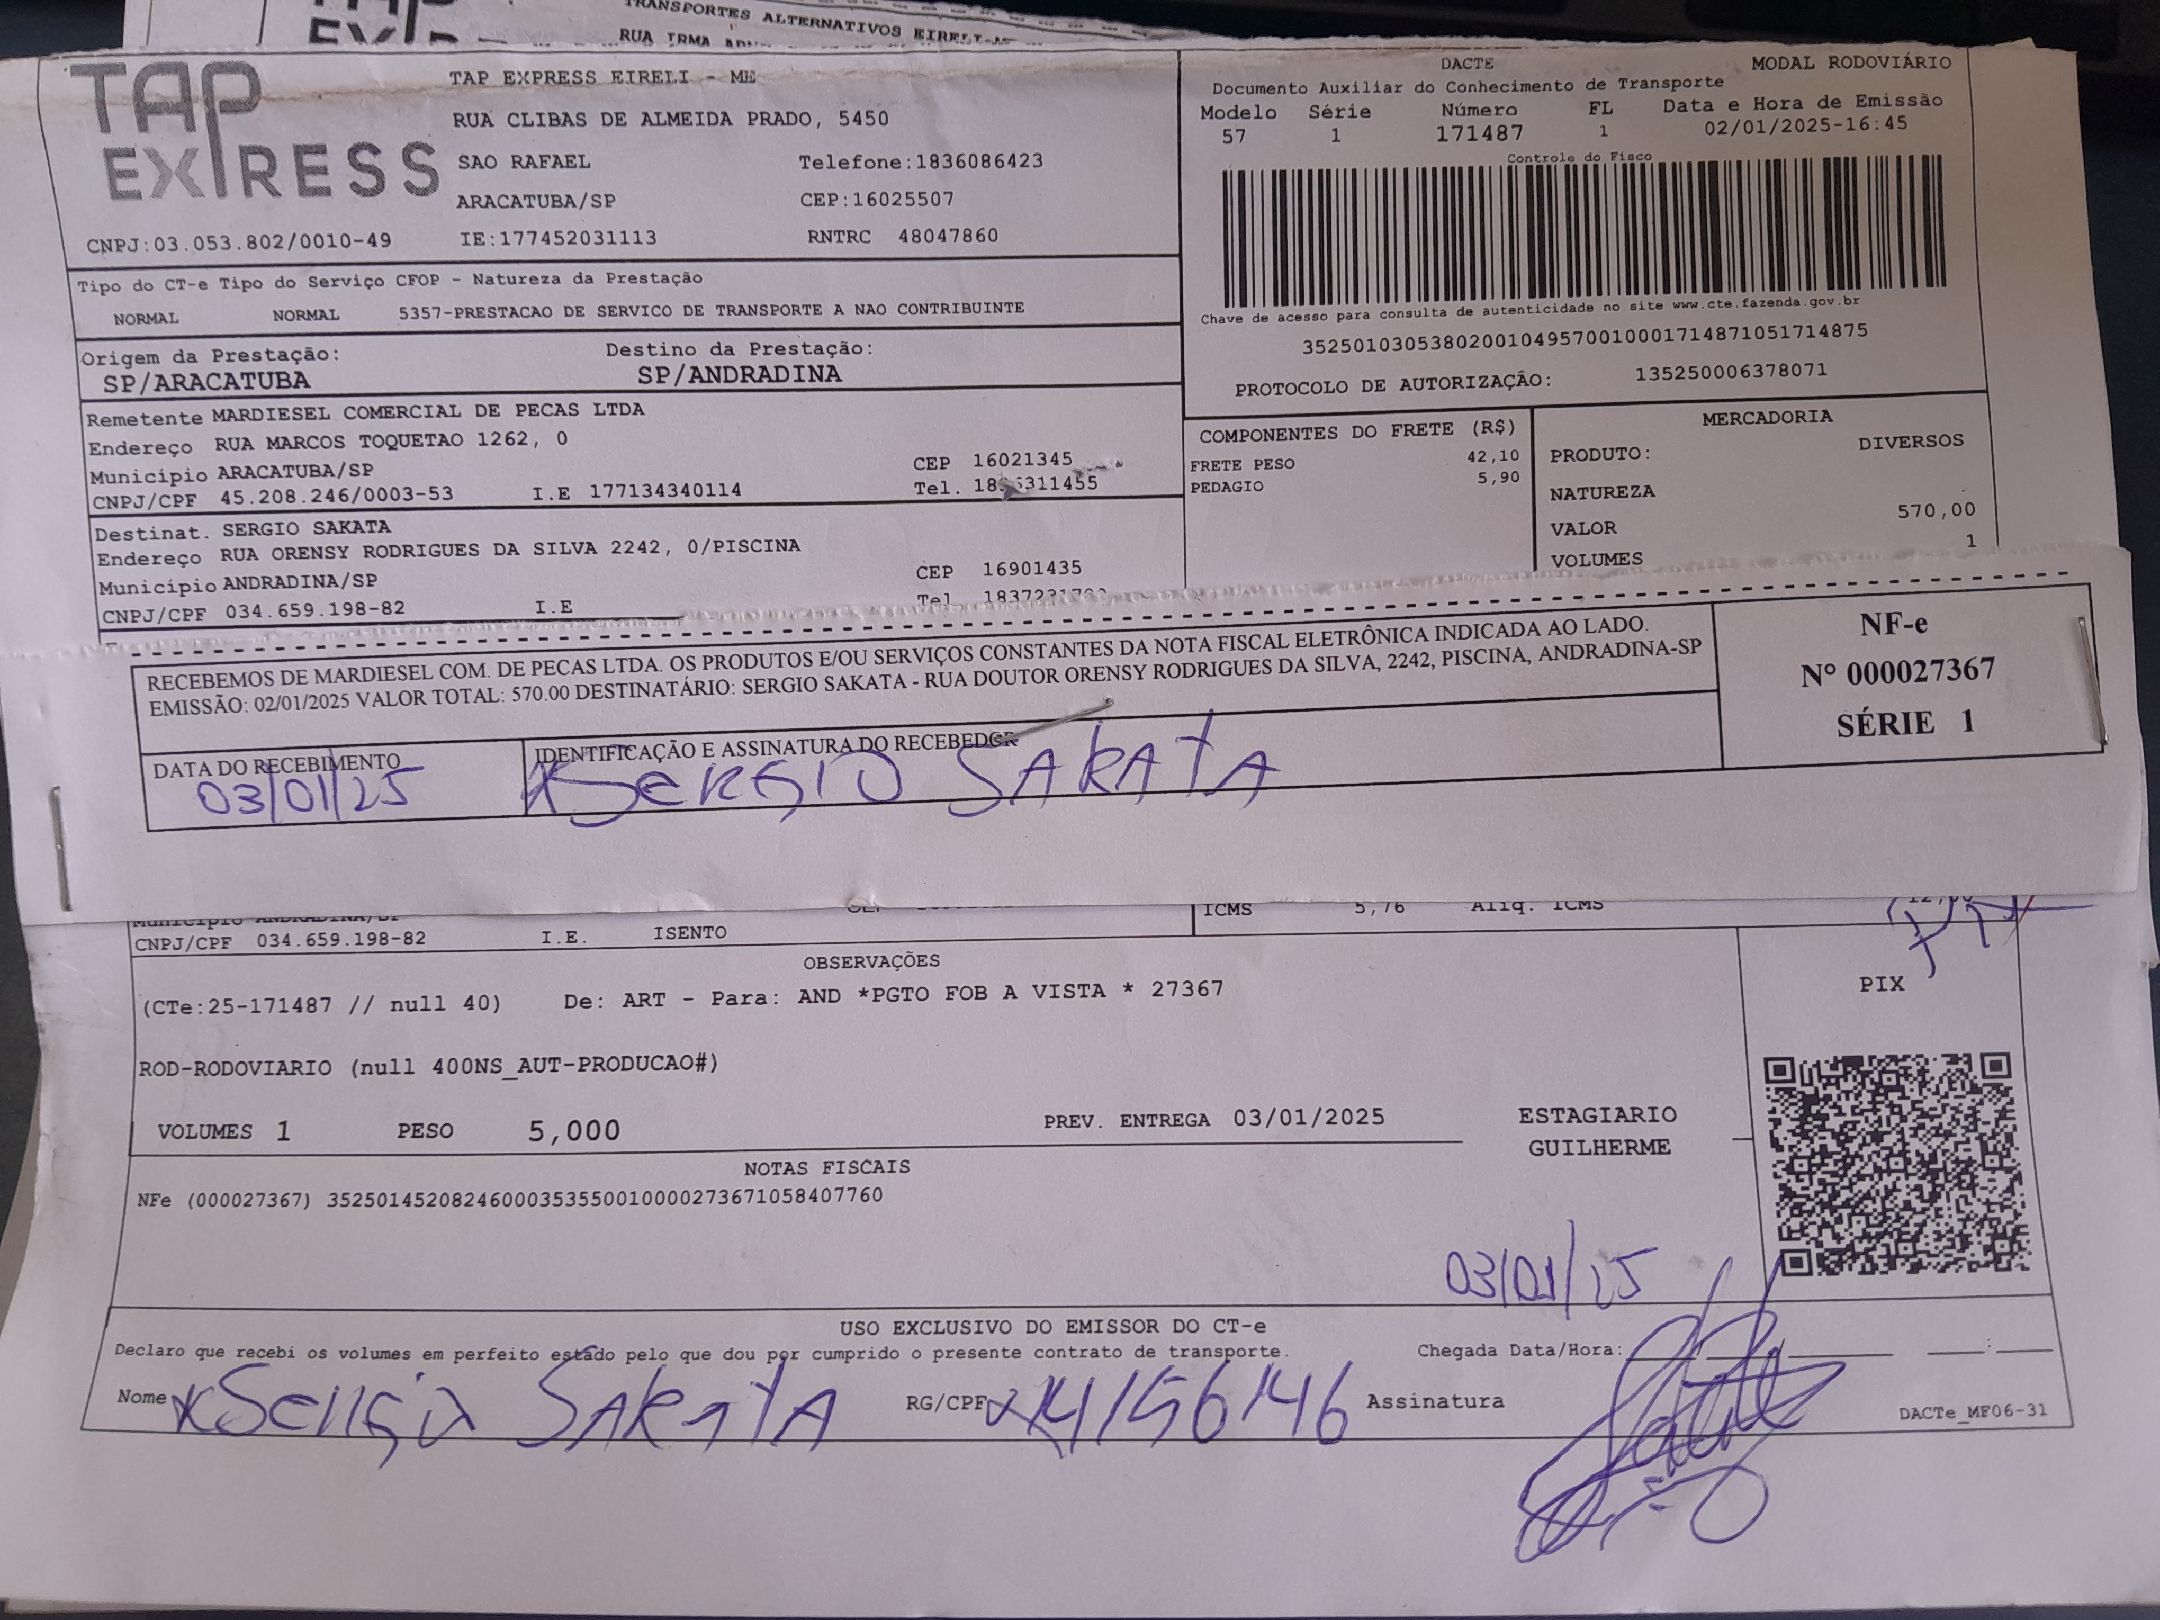 TRANSPORTES ALTERNATIVOS EIRELI-ME
RUA IRMA
TAP EXPRESS
TAP EXPRESS EIRELI - ME
RUA CLIBAS DE ALMEIDA PRADO, 5450
SAO RAFAEL Telefone:1836086423
ARACATUBA/SP CEP:16025507
CNPJ:03.053.802/0010-49 IE:177452031113 RNTRC 48047860
DACTE MODAL RODOVIÁRIO
Documento Auxiliar do Conhecimento de Transporte
Modelo Série Número FL Data e Hora de Emissão
57 1 171487 1 02/01/2025-16:45
Controle do Fisco
Chave de acesso para consulta de autenticidade no site www.cte.fazenda.gov.br
35250103053802001049570010001714871051714875
PROTOCOLO DE AUTORIZAÇÃO: 135250006378071
Tipo do CT-e Tipo do Serviço CFOP - Natureza da Prestação
NORMAL NORMAL 5357-PRESTACAO DE SERVICO DE TRANSPORTE A NAO CONTRIBUINTE
Origem da Prestação: Destino da Prestação:
SP/ARACATUBA SP/ANDRADINA
Remetente MARDIESEL COMERCIAL DE PECAS LTDA
Endereço RUA MARCOS TOQUETAO 1262, 0
Município ARACATUBA/SP CEP 16021345
CNPJ/CPF 45.208.246/0003-53 I.E 177134340114 Tel.
Destinat. SERGIO SAKATA
Endereço RUA ORENSY RODRIGUES DA SILVA 2242, 0/PISCINA
Município ANDRADINA/SP CEP 16901435
CNPJ/CPF 034.659.198-82 I.E Tel
COMPONENTES DO FRETE (R$)
FRETE PESO 42,10
PEDAGIO 5,90
MERCADORIA
PRODUTO: DIVERSOS
NATUREZA
VALOR 570,00
VOLUMES 1
RECEBEMOS DE MARDIESEL COM. DE PECAS LTDA. OS PRODUTOS E/OU SERVIÇOS CONSTANTES DA NOTA FISCAL ELETRÔNICA INDICADA AO LADO.
EMISSÃO: 02/01/2025 VALOR TOTAL: 570.00 DESTINATÁRIO: SERGIO SAKATA - RUA DOUTOR ORENSY RODRIGUES DA SILVA, 2242, PISCINA, ANDRADINA-SP
NF-e
Nº 000027367
SÉRIE 1
DATA DO RECEBIMENTO IDENTIFICAÇÃO E ASSINATURA DO RECEBEDOR
03/01/25 x SERGIO SAKATA
Município ANDRADINA/SP
ICMS 5,76 Aliq. ICMS 12,00
CNPJ/CPF 034.659.198-82 I.E. ISENTO
OBSERVAÇÕES
(CTe:25-171487 // null 40) De: ART - Para: AND *PGTO FOB A VISTA * 27367
PIX
ROD-RODOVIARIO (null 400NS_AUT-PRODUCAO#)
VOLUMES 1 PESO 5,000 PREV. ENTREGA 03/01/2025
ESTAGIARIO
GUILHERME
NOTAS FISCAIS
NFe (000027367) 35250145208246000353550010000273671058407760
03/01/25
USO EXCLUSIVO DO EMISSOR DO CT-e
Declaro que recebi os volumes em perfeito estado pelo que dou por cumprido o presente contrato de transporte. Chegada Data/Hora:
Nome x Sergio SAKATA RG/CPF x 14156146 Assinatura
DACTe_MF06-31